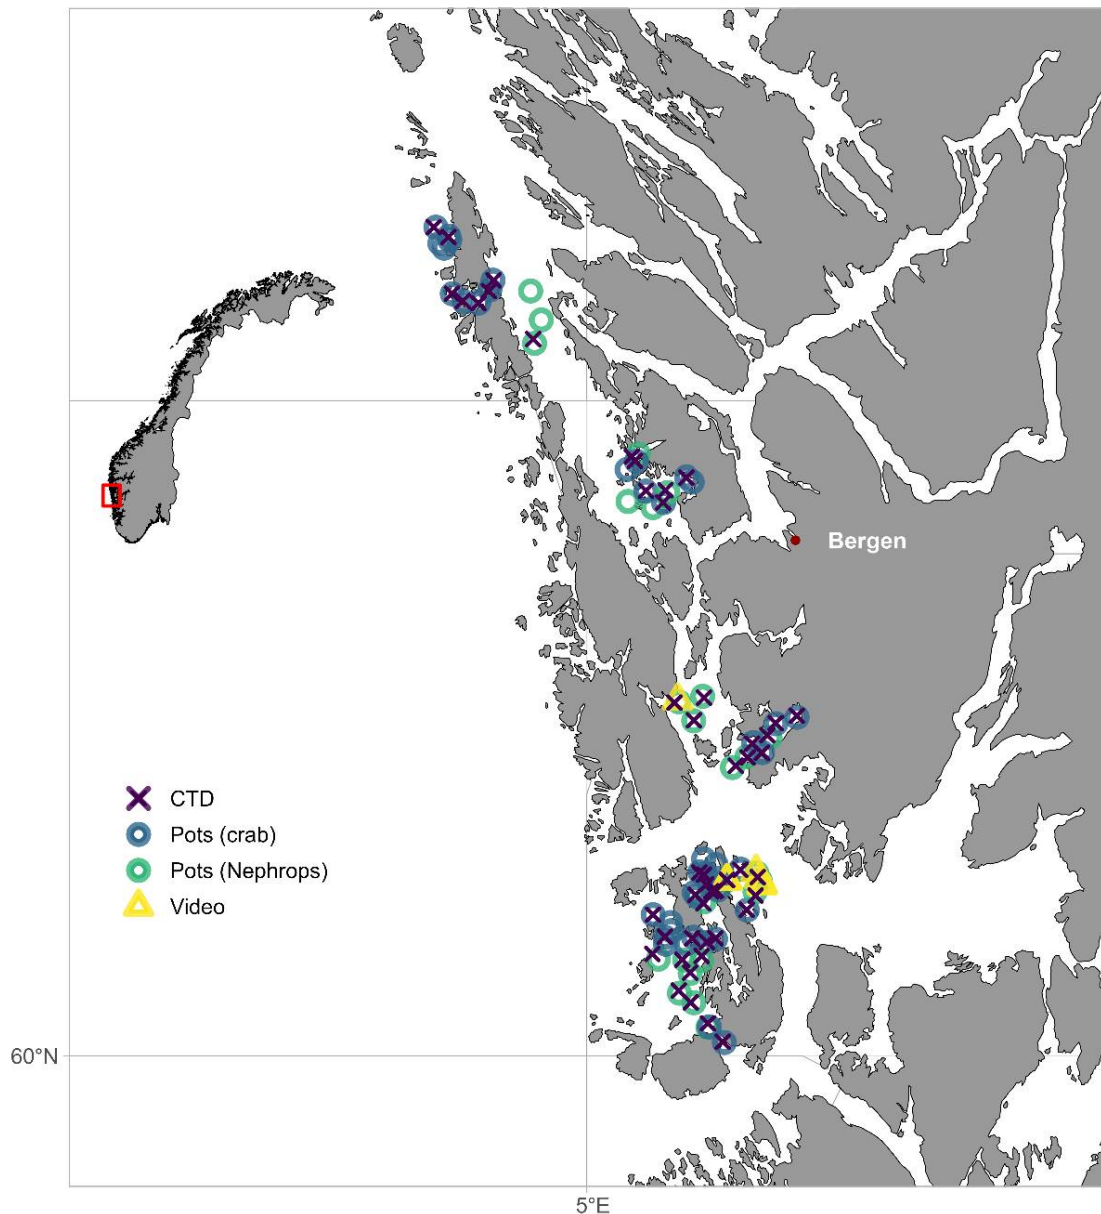 Bergen
CTD
Pots (crab)
Pots (Nephrops)
Video
60°N
5°E